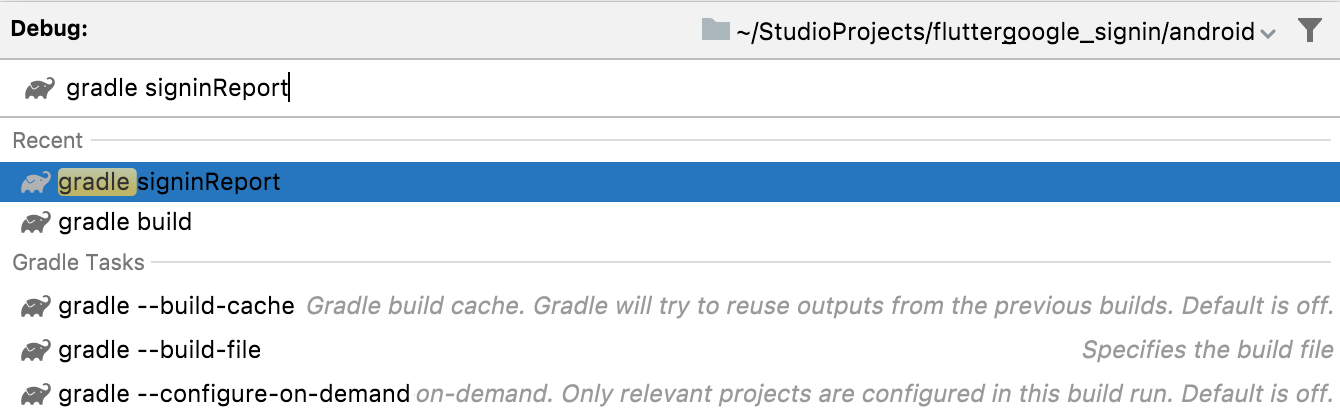 Debug: ~/StudioProjects/fluttergoogle_signin/android
gradle signinReport
Recent
gradle signinReport
gradle build
Gradle Tasks
gradle --build-cache Gradle build cache. Gradle will try to reuse outputs from the previous builds. Default is off.
gradle --build-file Specifies the build file
gradle --configure-on-demand on-demand. Only relevant projects are configured in this build run. Default is off.